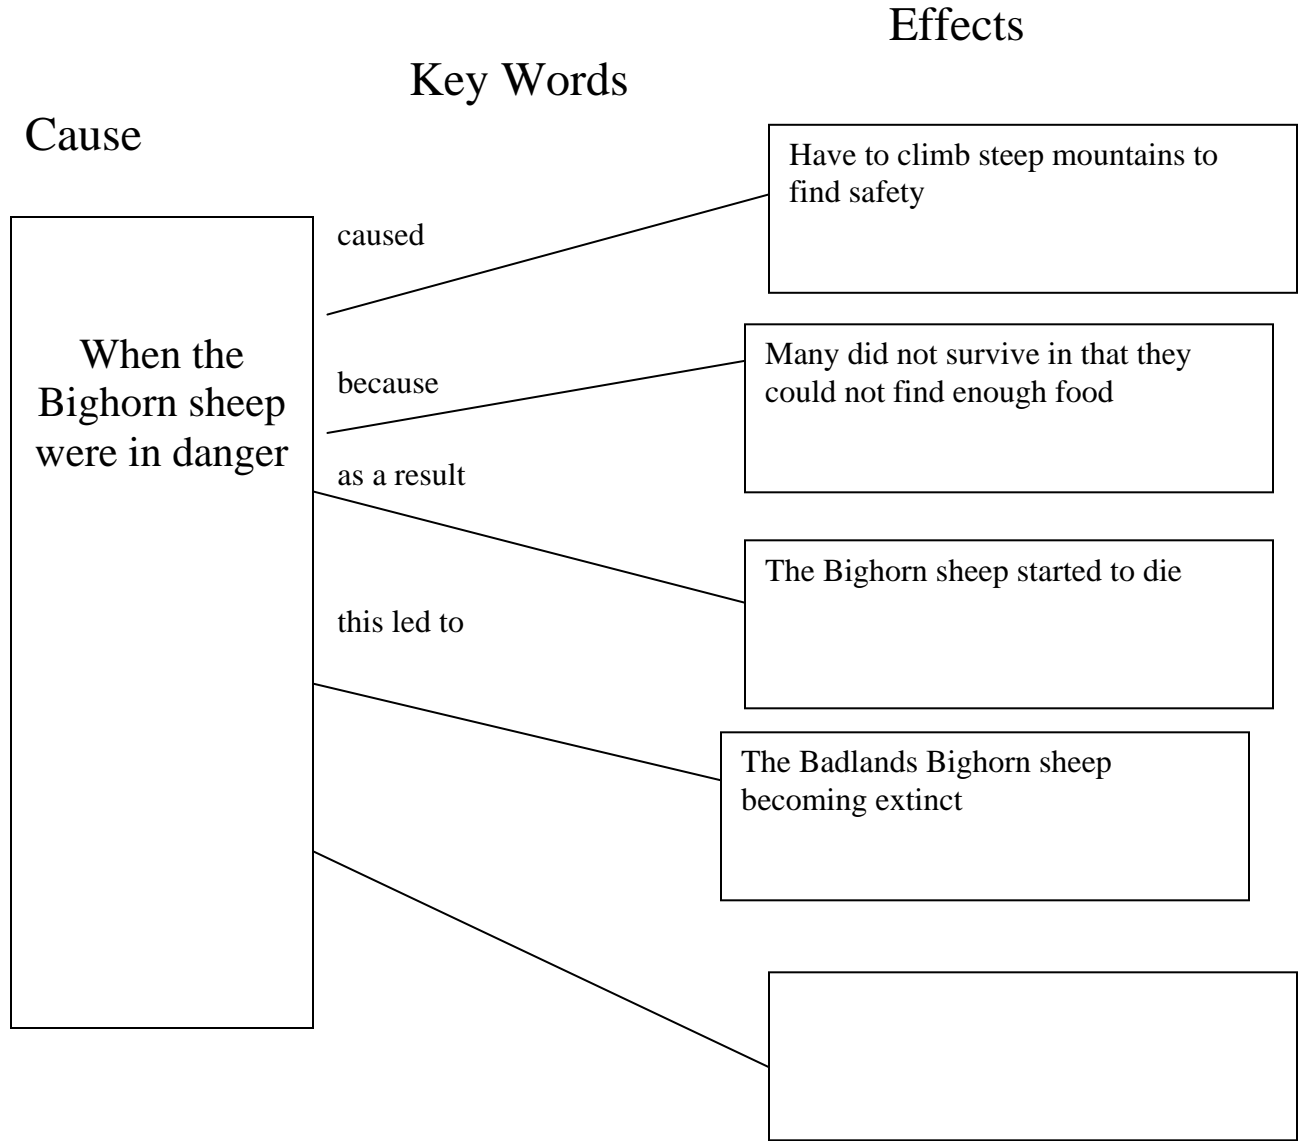 Effects
Key Words
Cause
Have to climb steep mountains to
find safety
caused
When the
Bighorn sheep
were in danger
because
Many did not survive in that they
could not find enough food
as a result
The Bighorn sheep started to die
this led to
The Badlands Bighorn sheep
becoming extinct